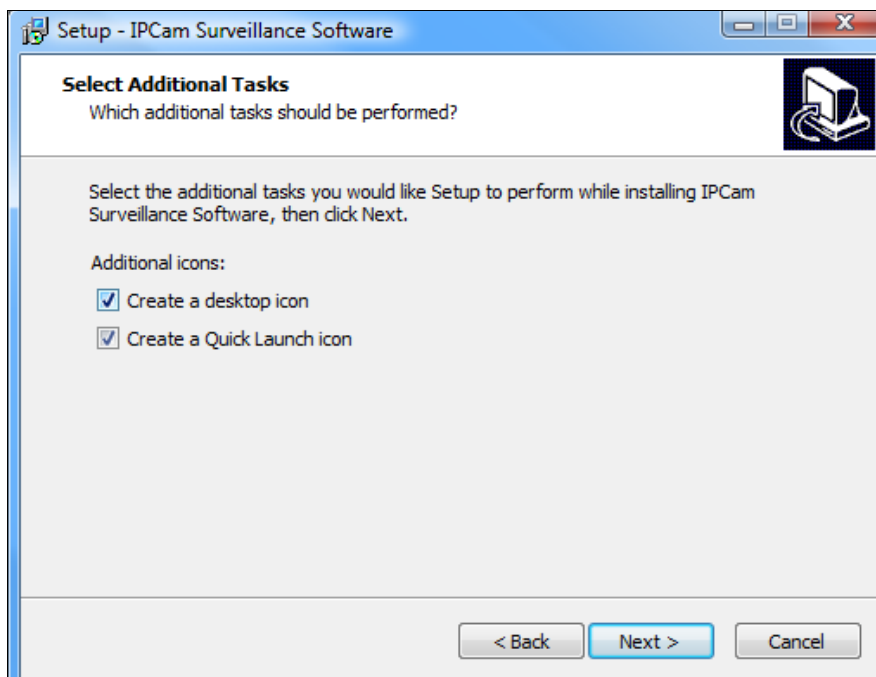 Setup - IPCam Surveillance Software
Select Additional Tasks
Which additional tasks should be performed?
Select the additional tasks you would like Setup to perform while installing IPCam
Surveillance Software, then click Next.
Additional icons:
Create a desktop icon
Create a Quick Launch icon
< Back Next > Cancel